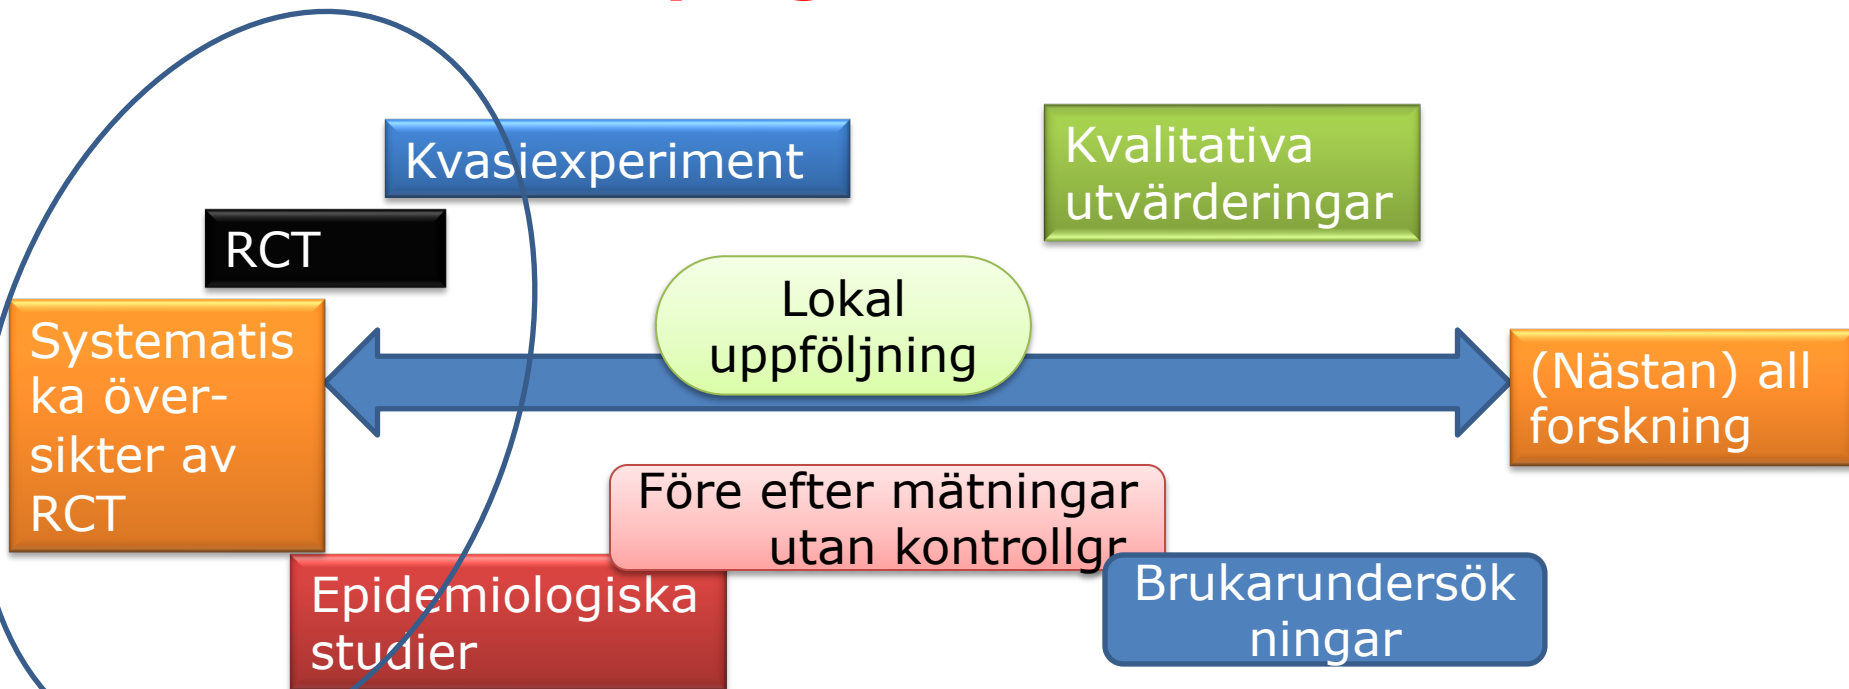 Kvasiexperiment
Kvalitativa
utvärderingar
RCT
Lokal
uppföljning
Systematis
ka över-
sikter av
RCT
(Nästan) all
forskning
Före efter mätningar
utan kontrollgr
Epidemiologiska
studier
Brukarundersök
ningar